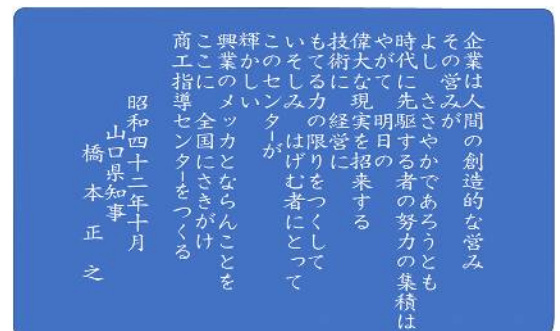 企業は人間の創造的な営み
その営みが
よし　ささやかであろうとも
時代に先駆する者の努力の集積は
やがて　明日の
偉大な現実を招来する
技術に　経営に
もてる力の限りをつくして
いそしみ　はげむ者にとって
このセンターが
輝かしい
興業のメッカとならんことを
ここに　全国にさきがけ
商工指導センターをつくる
昭和四十二年十月
山口県知事
橋本正之